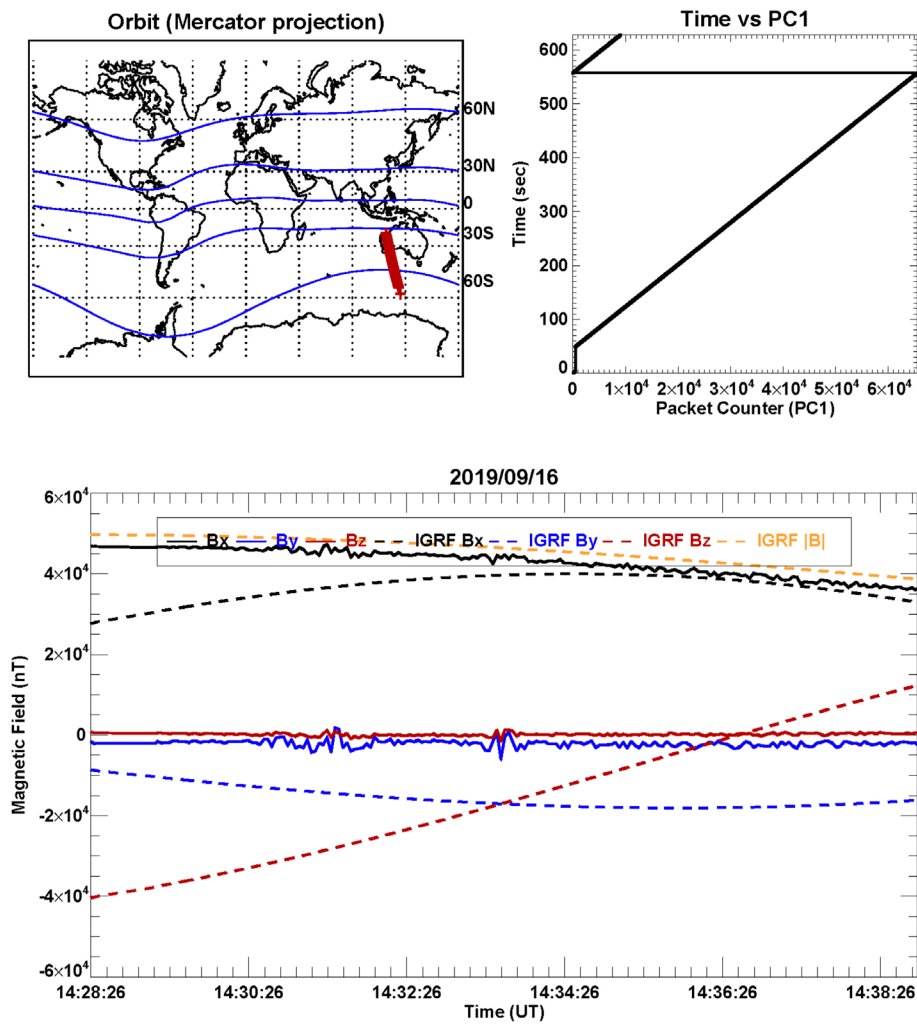 Orbit (Mercator projection)
60N
30N
0
30S
60S
Time vs PC1
600
500
400
300
200
100
0
Time (sec)
0 1×10⁴ 2×10⁴ 3×10⁴ 4×10⁴ 5×10⁴ 6×10⁴
Packet Counter (PC1)
2019/09/16
Bx By Bz IGRF Bx IGRF By IGRF Bz IGRF |B|
6×10⁴
4×10⁴
2×10⁴
0
-2×10⁴
-4×10⁴
-6×10⁴
Magnetic Field (nT)
14:28:26 14:30:26 14:32:26 14:34:26 14:36:26 14:38:26
Time (UT)